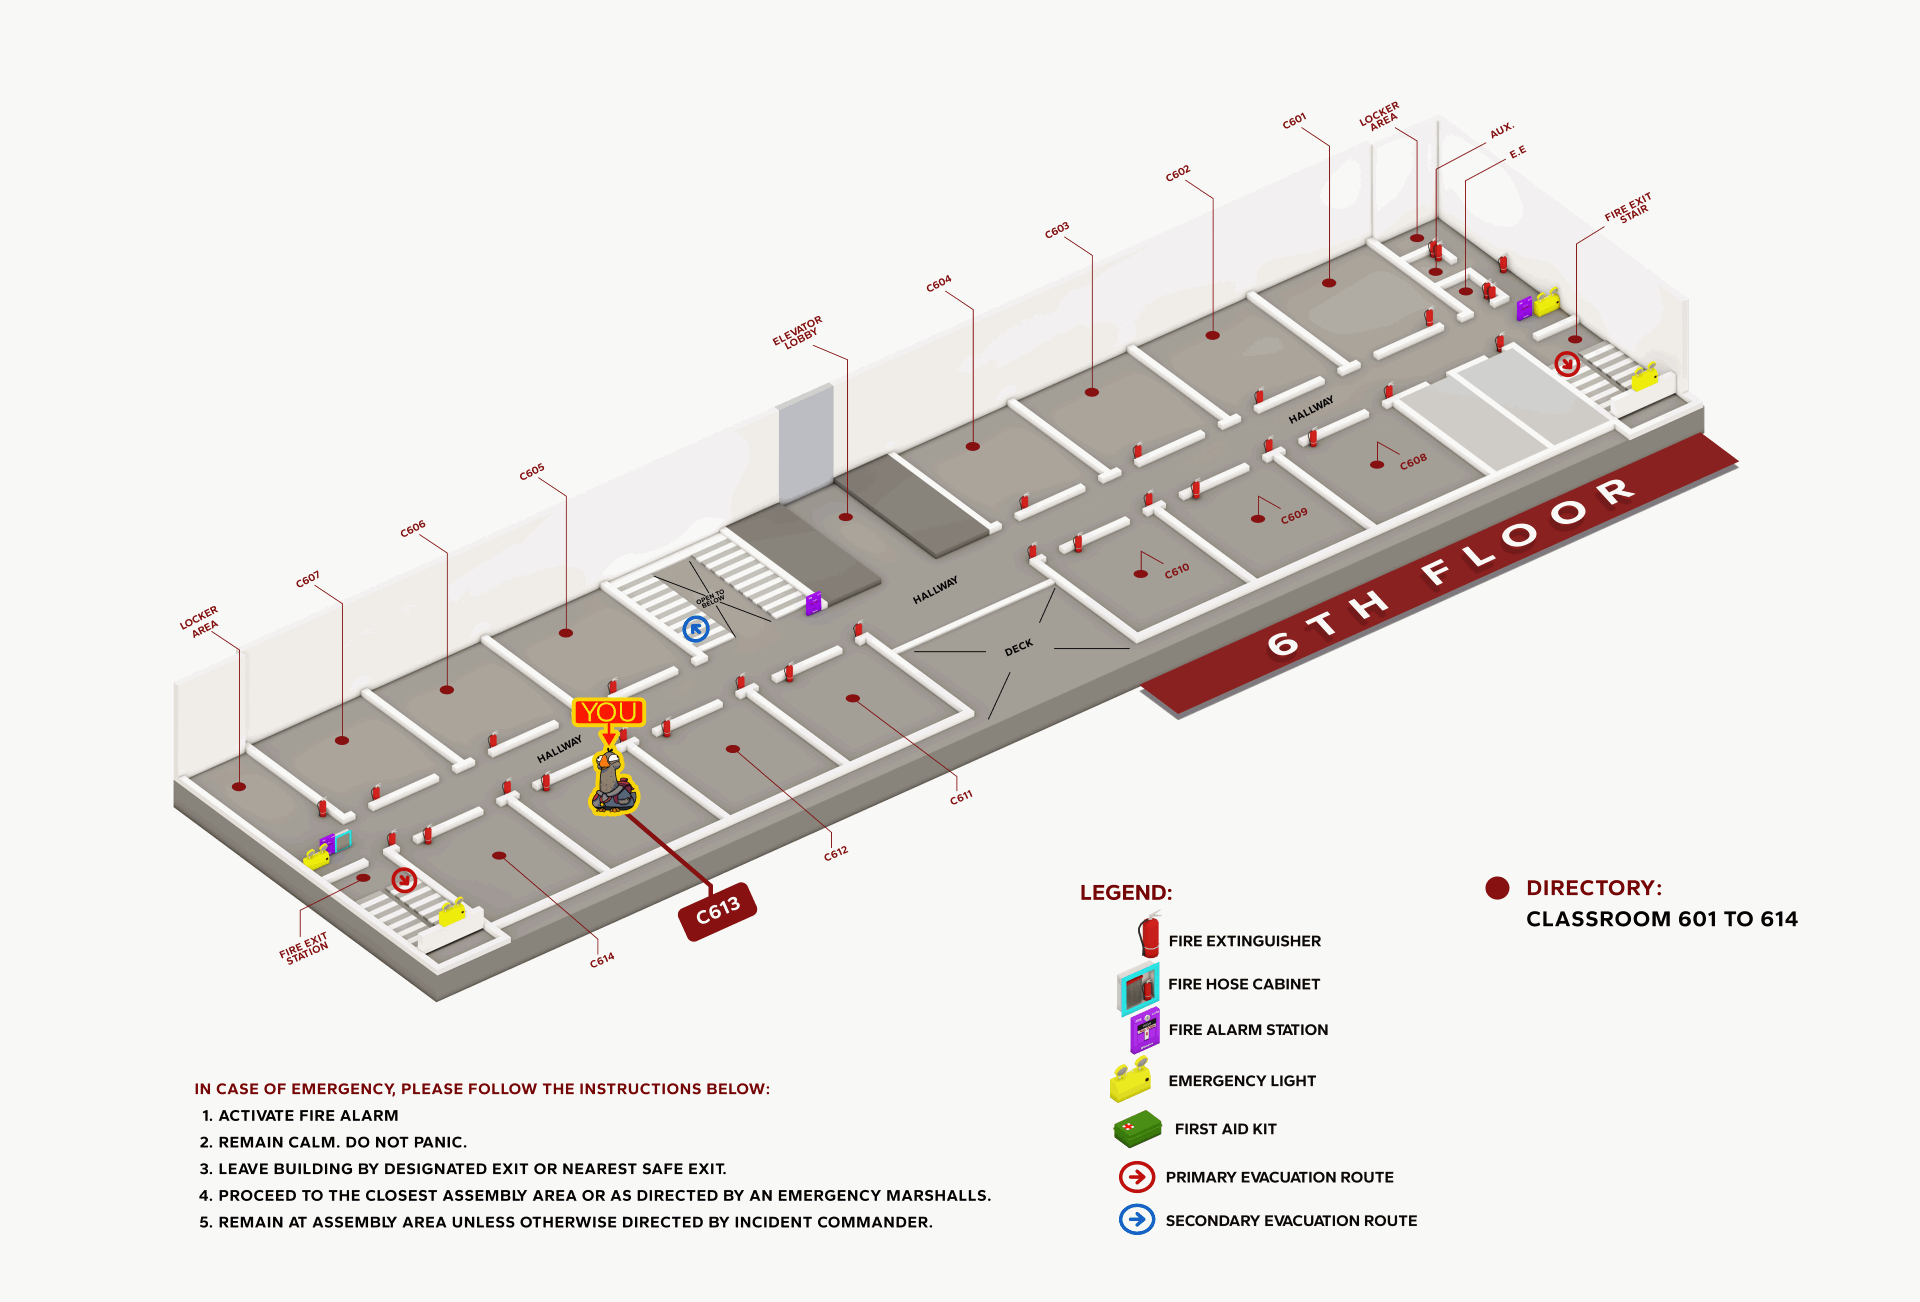 C601
LOCKER
AREA
AUX.
E.E
C602
FIRE EXIT
STAIR
C603
C604
ELEVATOR
LOBBY
C605
C606
C607
LOCKER
AREA
HALLWAY
C608
C609
C610
OPEN TO
BELOW
HALLWAY
DECK
6TH FLOOR
YOU
HALLWAY
C611
C612
C613
C614
FIRE EXIT
STATION
LEGEND:
FIRE EXTINGUISHER
FIRE HOSE CABINET
FIRE ALARM STATION
EMERGENCY LIGHT
FIRST AID KIT
PRIMARY EVACUATION ROUTE
SECONDARY EVACUATION ROUTE
DIRECTORY:
CLASSROOM 601 TO 614
IN CASE OF EMERGENCY, PLEASE FOLLOW THE INSTRUCTIONS BELOW:
1. ACTIVATE FIRE ALARM
2. REMAIN CALM. DO NOT PANIC.
3. LEAVE BUILDING BY DESIGNATED EXIT OR NEAREST SAFE EXIT.
4. PROCEED TO THE CLOSEST ASSEMBLY AREA OR AS DIRECTED BY AN EMERGENCY MARSHALLS.
5. REMAIN AT ASSEMBLY AREA UNLESS OTHERWISE DIRECTED BY INCIDENT COMMANDER.